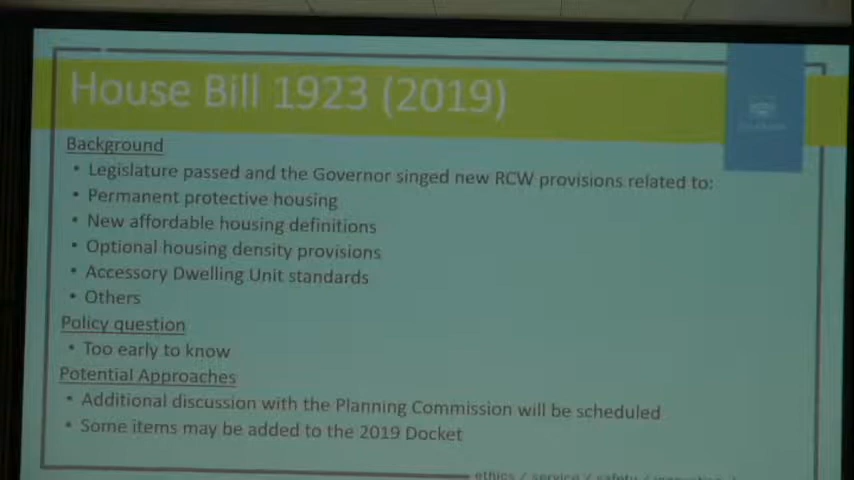 House Bill 1923 (2019)
Background
• Legislature passed and the Governor singed new RCW provisions related to:
• Permanent protective housing
• New affordable housing definitions
• Optional housing density provisions
• Accessory Dwelling Unit standards
• Others
Policy question
• Too early to know
Potential Approaches
• Additional discussion with the Planning Commission will be scheduled
• Some items may be added to the 2019 Docket
ethics / service / safety /